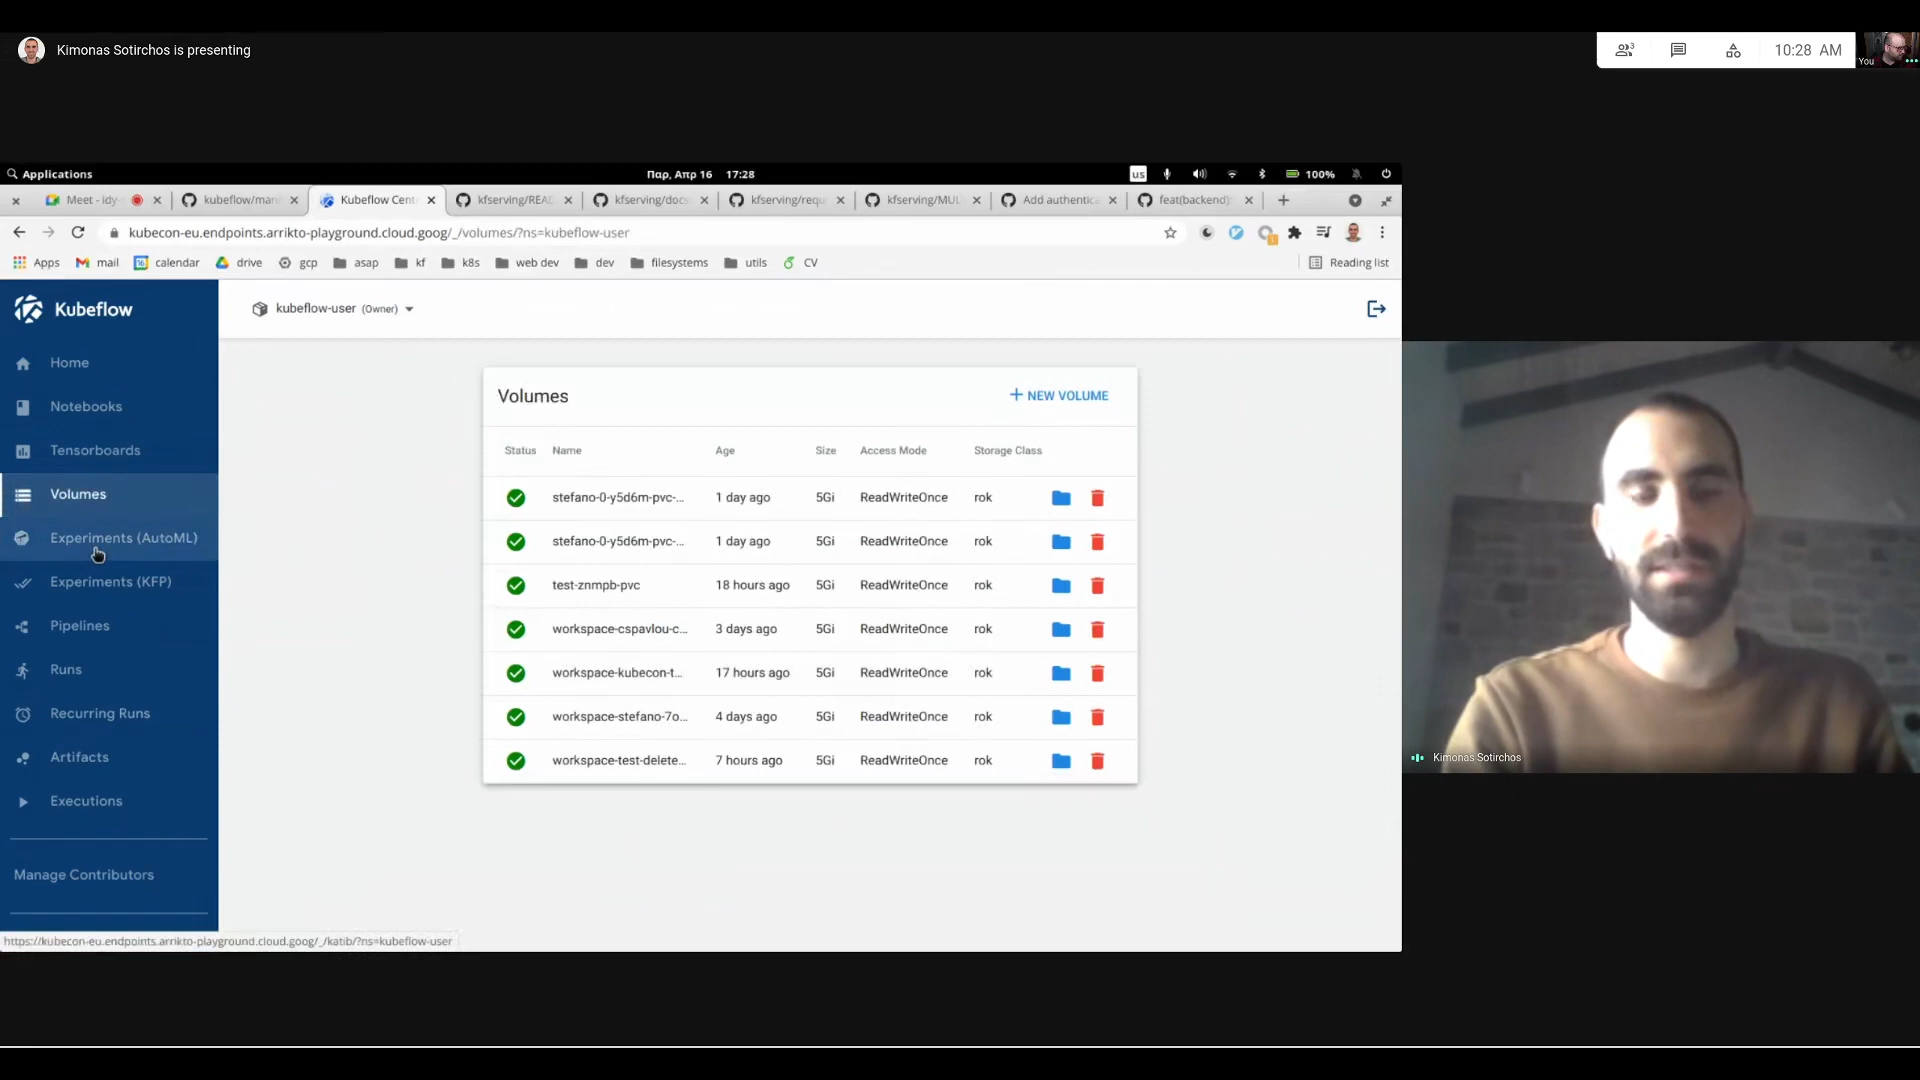 Kimonas Sotirchos is presenting
3
10:28 AM
You
Applications
Παρ, Απρ 16 17:28
us
100%
Meet - idy-
kubeflow/mani
Kubeflow Cent
kfserving/REA
kfserving/docs
kfserving/requ
kfserving/MUL
Add authentica
feat(backend)
kubecon-eu.endpoints.arrikto-playground.cloud.goog/_/volumes/?ns=kubeflow-user
Apps
mail
calendar
drive
gcp
asap
kf
k8s
web dev
dev
filesystems
utils
CV
Reading list
Kubeflow
kubeflow-user (Owner)
Home
Notebooks
Tensorboards
Volumes
Experiments (AutoML)
Experiments (KFP)
Pipelines
Runs
Recurring Runs
Artifacts
Executions
Manage Contributors
https://kubecon-eu.endpoints.arrikto-playground.cloud.goog/_/katib/?ns=kubeflow-user
Volumes
NEW VOLUME
Status Name Age Size Access Mode Storage Class
stefano-0-y5d6m-pvc-... 1 day ago 5Gi ReadWriteOnce rok
stefano-0-y5d6m-pvc-... 1 day ago 5Gi ReadWriteOnce rok
test-znmpb-pvc 18 hours ago 5Gi ReadWriteOnce rok
workspace-cspavlou-c... 3 days ago 5Gi ReadWriteOnce rok
workspace-kubecon-t... 17 hours ago 5Gi ReadWriteOnce rok
workspace-stefano-7o... 4 days ago 5Gi ReadWriteOnce rok
workspace-test-delete... 7 hours ago 5Gi ReadWriteOnce rok
Kimonas Sotirchos